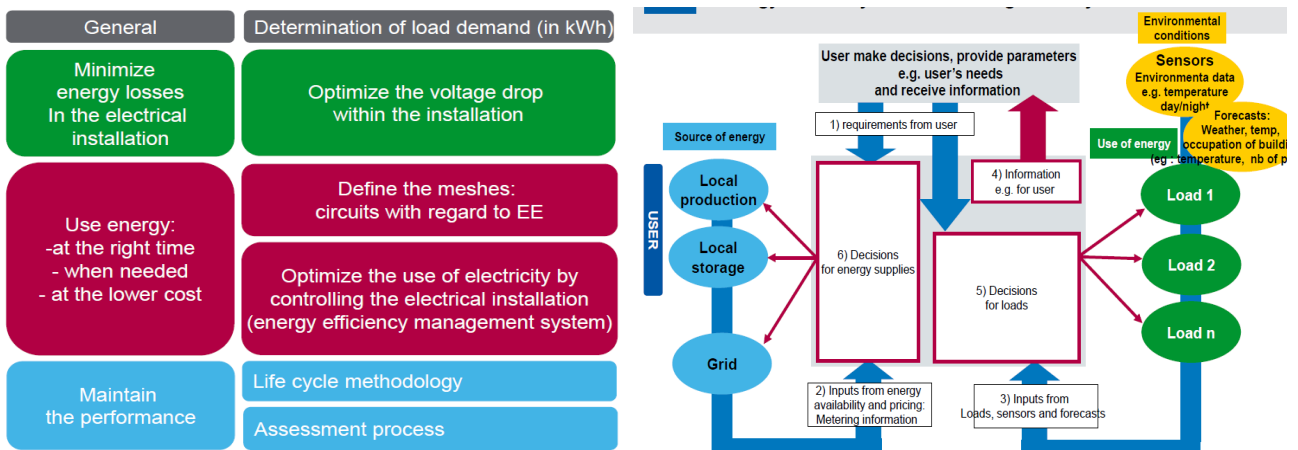 General
Determination of load demand (in kWh)
Minimize
energy losses
In the electrical
installation
Optimize the voltage drop
within the installation
Use energy:
-at the right time
- when needed
- at the lower cost
Define the meshes:
circuits with regard to EE
Optimize the use of electricity by
controlling the electrical installation
(energy efficiency management system)
Maintain
the performance
Life cycle methodology
Assessment process
User make decisions, provide parameters
e.g. user's needs
and receive information
Environmental
conditions
Sensors
Environmenta data
e.g. temperature
day/night
Forecasts:
Weather, temp,
occupation of buildi
(eg : temperature, nb of p
1) requirements from user
Source of energy
Use of energy
4) Information
e.g. for user
USER
Local
production
Local
storage
Grid
6) Decisions
for energy supplies
5) Decisions
for loads
Load 1
Load 2
Load n
2) Inputs from energy
availability and pricing:
Metering information
3) Inputs from
Loads, sensors and forecasts